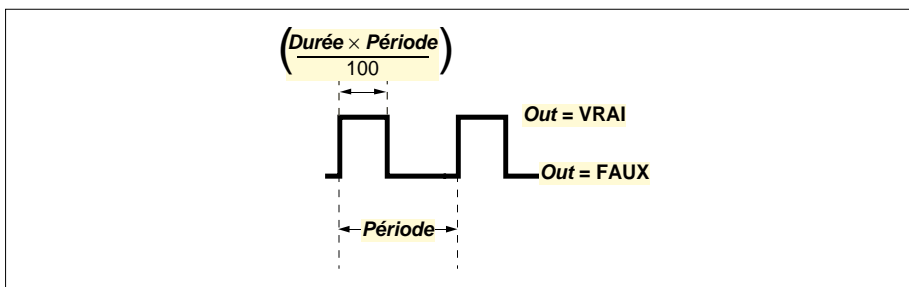 (Durée × Période)
100
Out = VRAI
Out = FAUX
Période